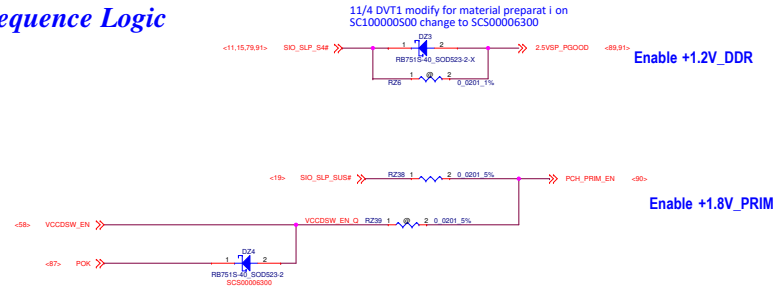 equence Logic
11/4 DVT1 modify for material preparat i on
SC100000S00 change to SCS00006300
DZ3
<11,15,79,91> SIO_SLP_S4# 1 2 2.5VSP_PGOOD <89,91>
Enable +1.2V_DDR
RB751S-40_SOD523-2-X
RZ6 1 @ 2 0_0201_1%
<19> SIO_SLP_SUS# RZ38 1 2 0_0201_5% PCH_PRIM_EN <90>
Enable +1.8V_PRIM
<58> VCCDSW_EN VCCDSW_EN_Q RZ39 1 @ 2 0_0201_5%
DZ4
<87> POK 1 2
RB751S-40_SOD523-2
SCS00006300